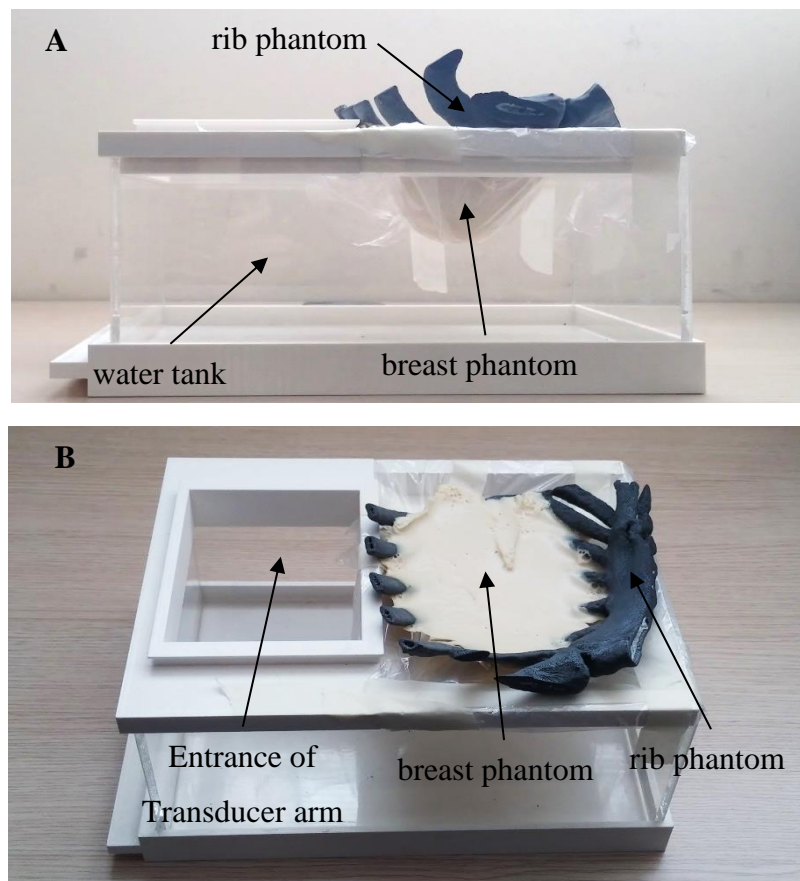 A
rib phantom
water tank
breast phantom
B
Entrance of
Transducer arm
breast phantom
rib phantom